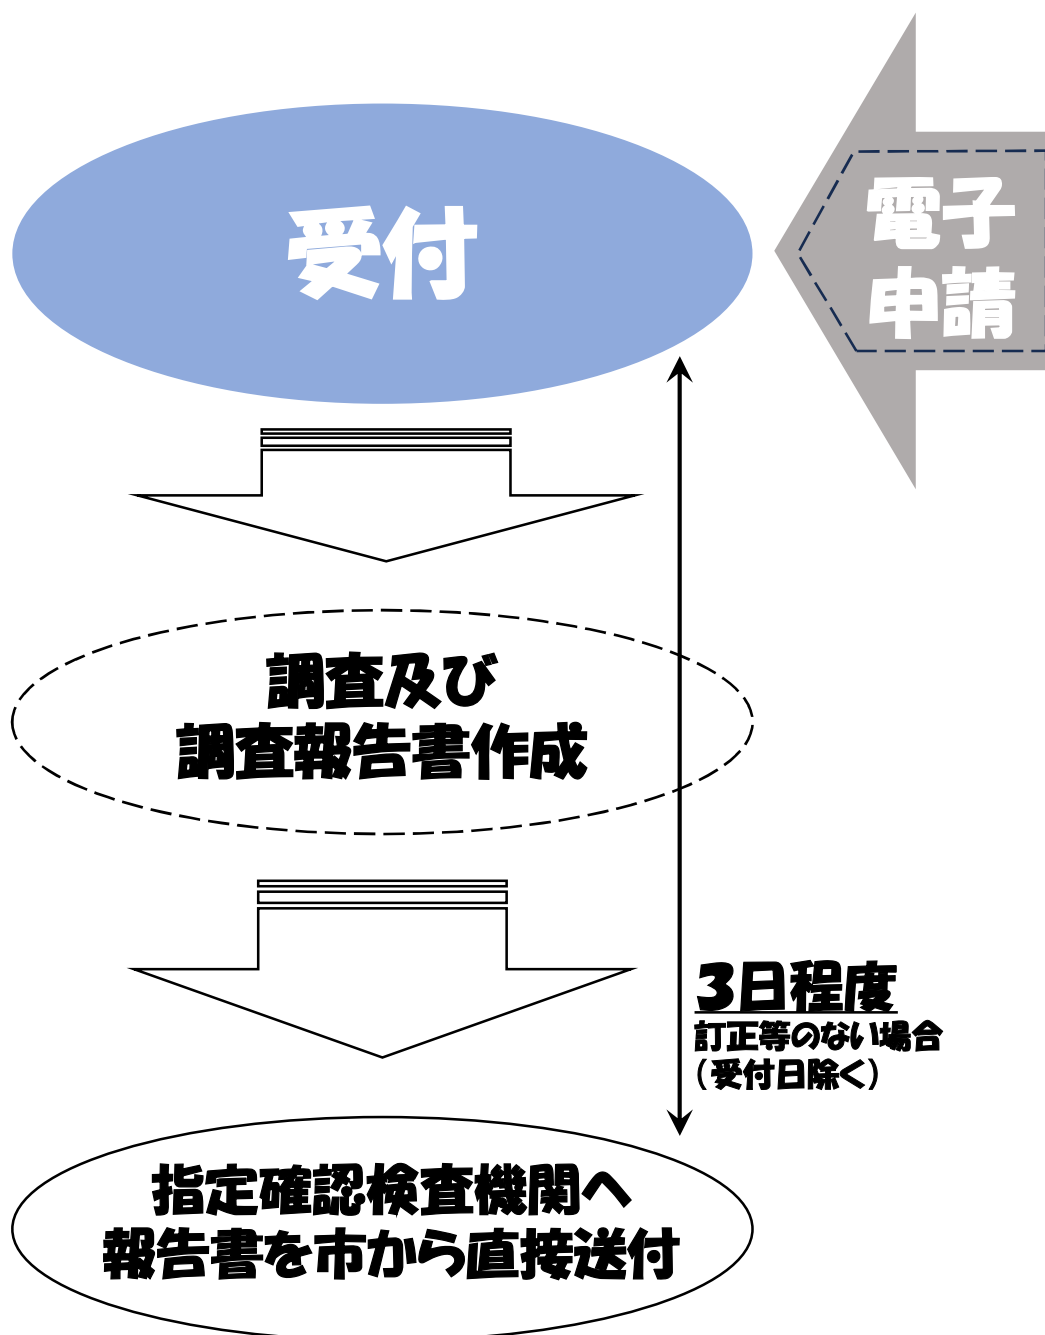 受付
電子
申請
調査及び
調査報告書作成
3日程度
訂正等のない場合
（受付日除く）
指定確認検査機関へ
報告書を市から直接送付